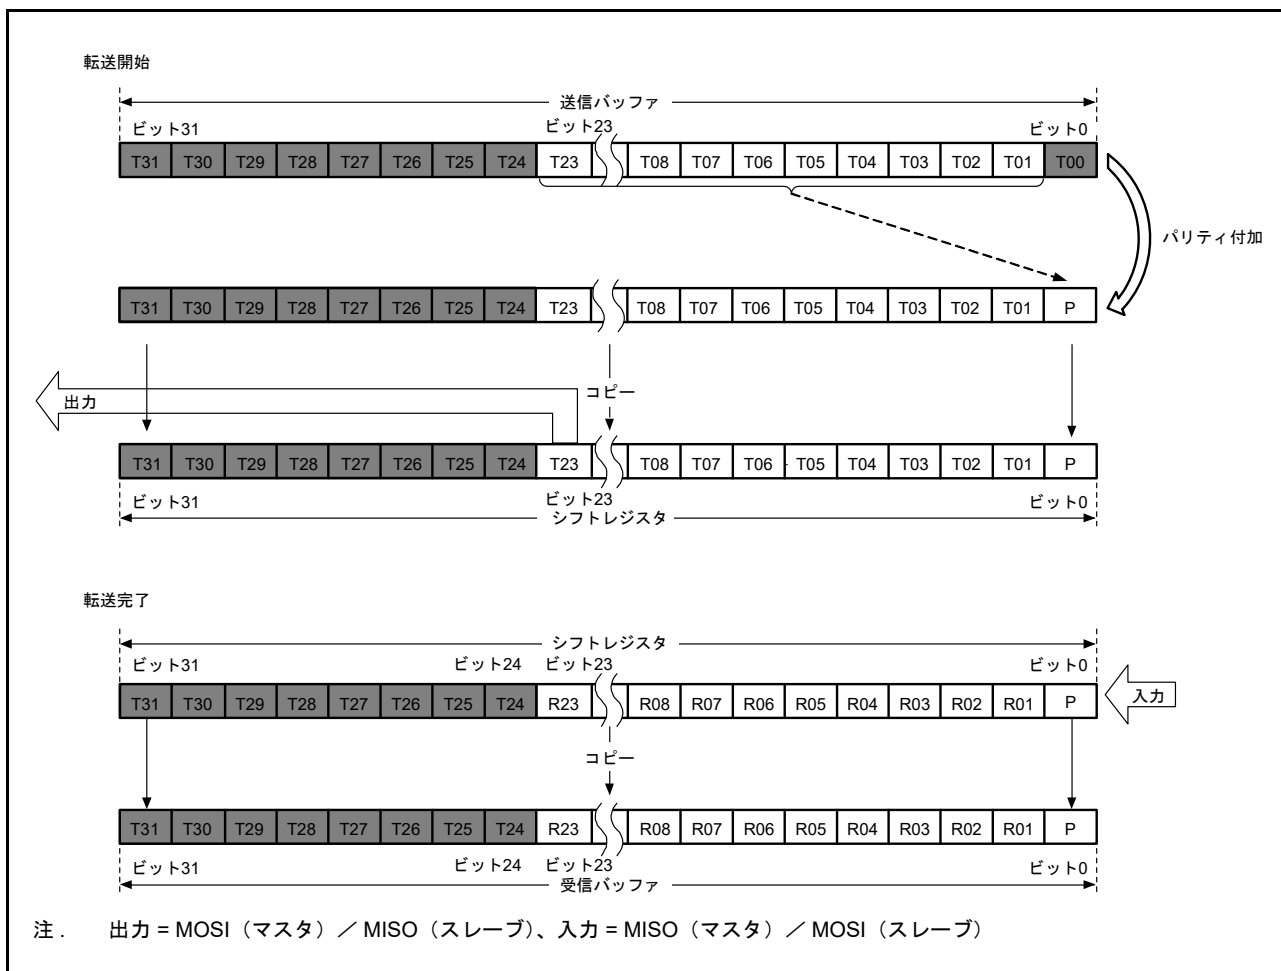 転送開始
送信バッファ
ビット31 ビット23 ビット0
T31 T30 T29 T28 T27 T26 T25 T24 T23 T08 T07 T06 T05 T04 T03 T02 T01 T00
パリティ付加
T31 T30 T29 T28 T27 T26 T25 T24 T23 T08 T07 T06 T05 T04 T03 T02 T01 P
コピー
出力
T31 T30 T29 T28 T27 T26 T25 T24 T23 T08 T07 T06 T05 T04 T03 T02 T01 P
ビット31 ビット23 ビット0
シフトレジスタ
転送完了
シフトレジスタ
ビット31 ビット24 ビット23 ビット0
T31 T30 T29 T28 T27 T26 T25 T24 R23 R08 R07 R06 R05 R04 R03 R02 R01 P
入力
コピー
T31 T30 T29 T28 T27 T26 T25 T24 R23 R08 R07 R06 R05 R04 R03 R02 R01 P
ビット31 ビット24 ビット23 ビット0
受信バッファ
注． 出力 = MOSI（マスタ）／ MISO（スレーブ）、入力 = MISO（マスタ）／ MOSI（スレーブ）